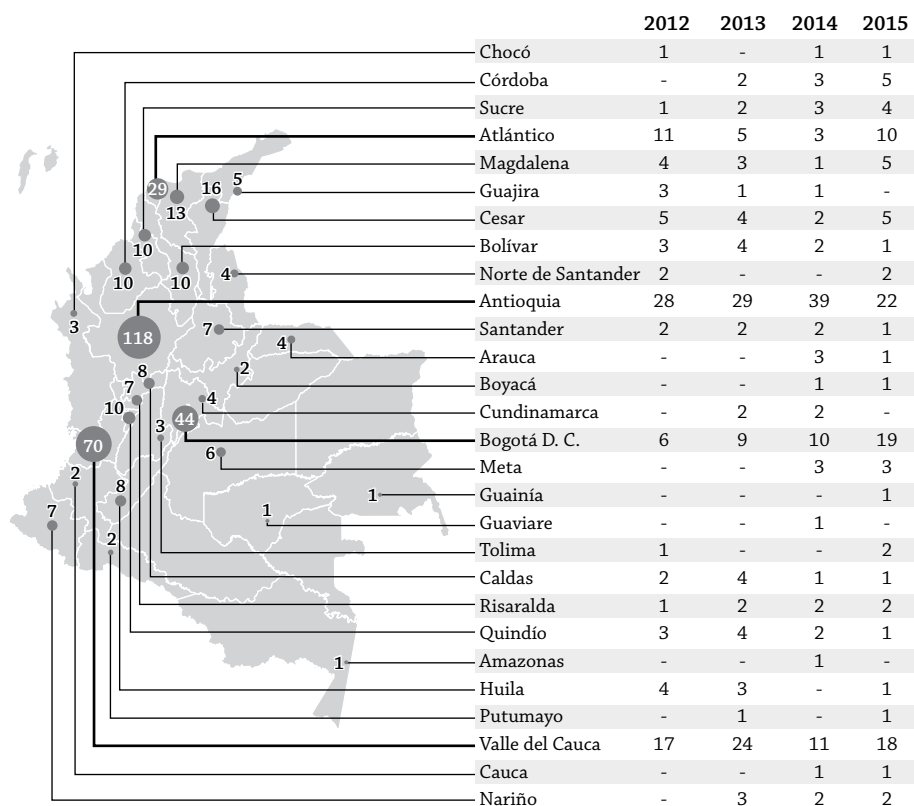 2012 2013 2014 2015
Chocó 1 - 1 1
Córdoba - 2 3 5
Sucre 1 2 3 4
Atlántico 11 5 3 10
Magdalena 4 3 1 5
Guajira 3 1 1 -
Cesar 5 4 2 5
Bolívar 3 4 2 1
Norte de Santander 2 - - 2
Antioquia 28 29 39 22
Santander 2 2 2 1
Arauca - - 3 1
Boyacá - - 1 1
Cundinamarca - 2 2 -
Bogotá D. C. 6 9 10 19
Meta - - 3 3
Guainía - - - 1
Guaviare - - 1 -
Tolima 1 - - 2
Caldas 2 4 1 1
Risaralda 1 2 2 2
Quindío 3 4 2 1
Amazonas - - 1 -
Huila 4 3 - 1
Putumayo - 1 - 1
Valle del Cauca 17 24 11 18
Cauca - - 1 1
Nariño - 3 2 2
29
13
16
5
10
10
10
4
3
118
7
4
8
2
7
4
10
44
3
70
6
2
8
1
7
1
2
1